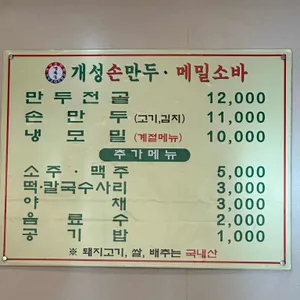 개성손만두·메밀소바
만두전골 12,000
손만두 (고기,김치) 11,000
냉모밀 (계절메뉴) 10,000
추가메뉴
소주·맥주 5,000
떡,칼국수사리 3,000
야채 3,000
음료수 2,000
공기밥 1,000
※ 돼지고기, 쌀, 배추는 국내산